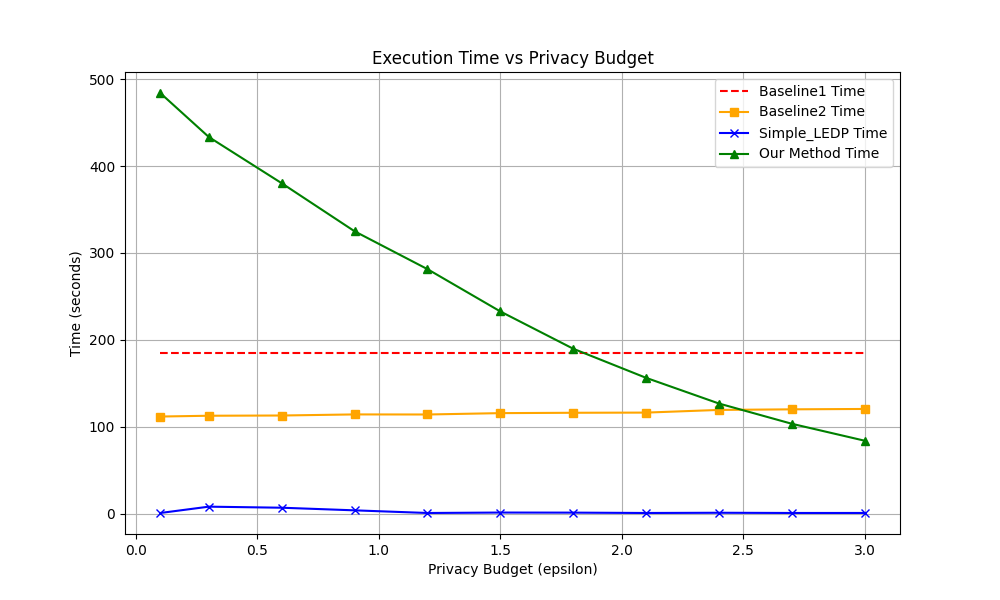 Execution Time vs Privacy Budget
500
400
300
200
100
0
Time (seconds)
Baseline1 Time
Baseline2 Time
Simple_LEDP Time
Our Method Time
0.0 0.5 1.0 1.5 2.0 2.5 3.0
Privacy Budget (epsilon)